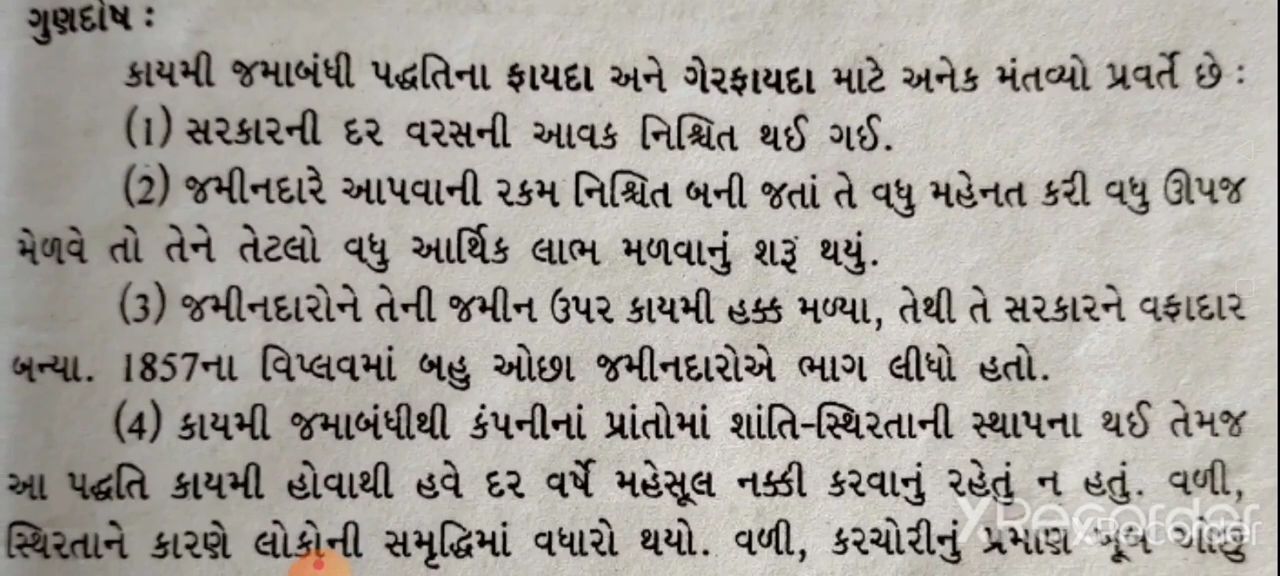 ગુણદોષ :
કાયમી જમાબંધી પદ્ધતિના ફાયદા અને ગેરફાયદા માટે અનેક મંતવ્યો પ્રવર્તે છે :
(1) સરકારની દર વરસની આવક નિશ્ચિત થઈ ગઈ.
(2) જમીનદારે આપવાની રકમ નિશ્ચિત બની જતાં તે વધુ મહેનત કરી વધુ ઊપજ
મેળવે તો તેને તેટલો વધુ આર્થિક લાભ મળવાનું શરૂ થયું.
(3) જમીનદારોને તેની જમીન ઉપર કાયમી હક્ક મળ્યા, તેથી તે સરકારને વફાદાર
બન્યા. 1857ના વિપ્લવમાં બહુ ઓછા જમીનદારોએ ભાગ લીધો હતો.
(4) કાયમી જમાબંધીથી કંપનીનાં પ્રાંતોમાં શાંતિ-સ્થિરતાની સ્થાપના થઈ તેમજ
આ પદ્ધતિ કાયમી હોવાથી હવે દર વર્ષે મહેસૂલ નક્કી કરવાનું રહેતું ન હતું. વળી,
સ્થિરતાને કારણે લોકોની સમૃદ્ધિમાં વધારો થયો. વળી, કરચોરીનું પ્રમાણ
XRecorder